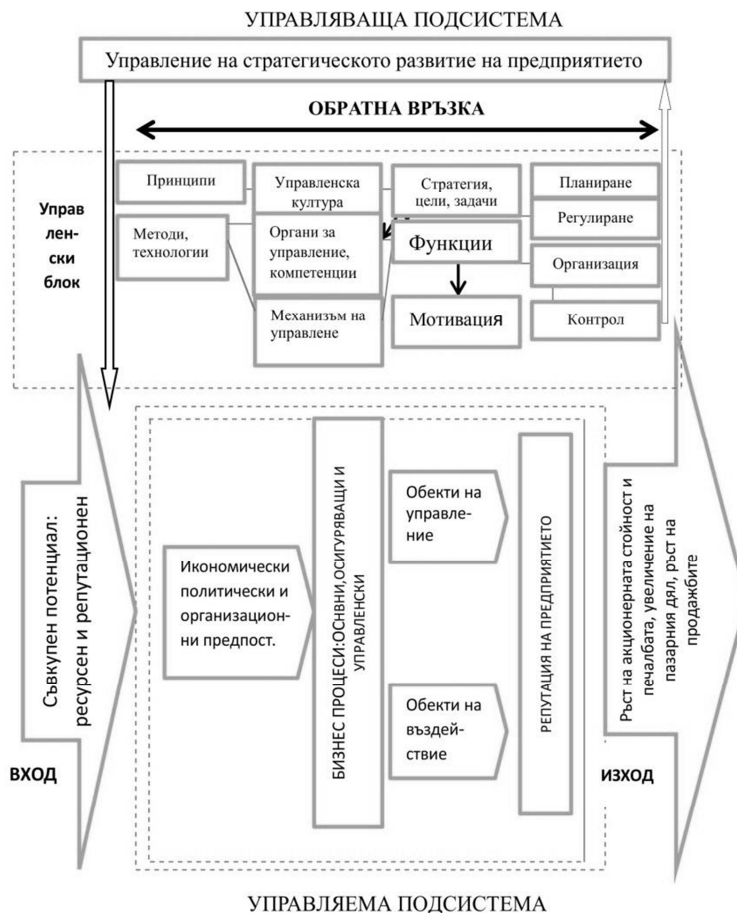 УПРАВЛЯВАЩА ПОДСИСТЕМА
Управление на стратегическото развитие на предприятието
ОБРАТНА ВРЪЗКА
Управ
лен-
ски
блок
Принципи
Методи,
технологии
Управленска
култура
Органи за
управление,
компетенции
Механизъм на
управлене
Стратегия,
цели, задачи
Функции
Мотивация
Планиране
Регулиране
Организация
Контрол
Съвкупен потенциал:
ресурсен и репутационен
ВХОД
Икономически
политически и
организацион-
ни предпост.
БИЗНЕС ПРОЦЕСИ:ОСНВНИ,ОСИГУРЯВАЩИ И
УПРАВЛЕНСКИ
Обекти на
управле-
ние
Обекти на
въздей-
ствие
РЕПУТАЦИЯ НА ПРЕДПРИЯТИЕТО
Ръст на акционерната стойност и
печалбата, увеличение на
пазарния дял, ръст на
продажбите
ИЗХОД
УПРАВЛЯЕМА ПОДСИСТЕМА